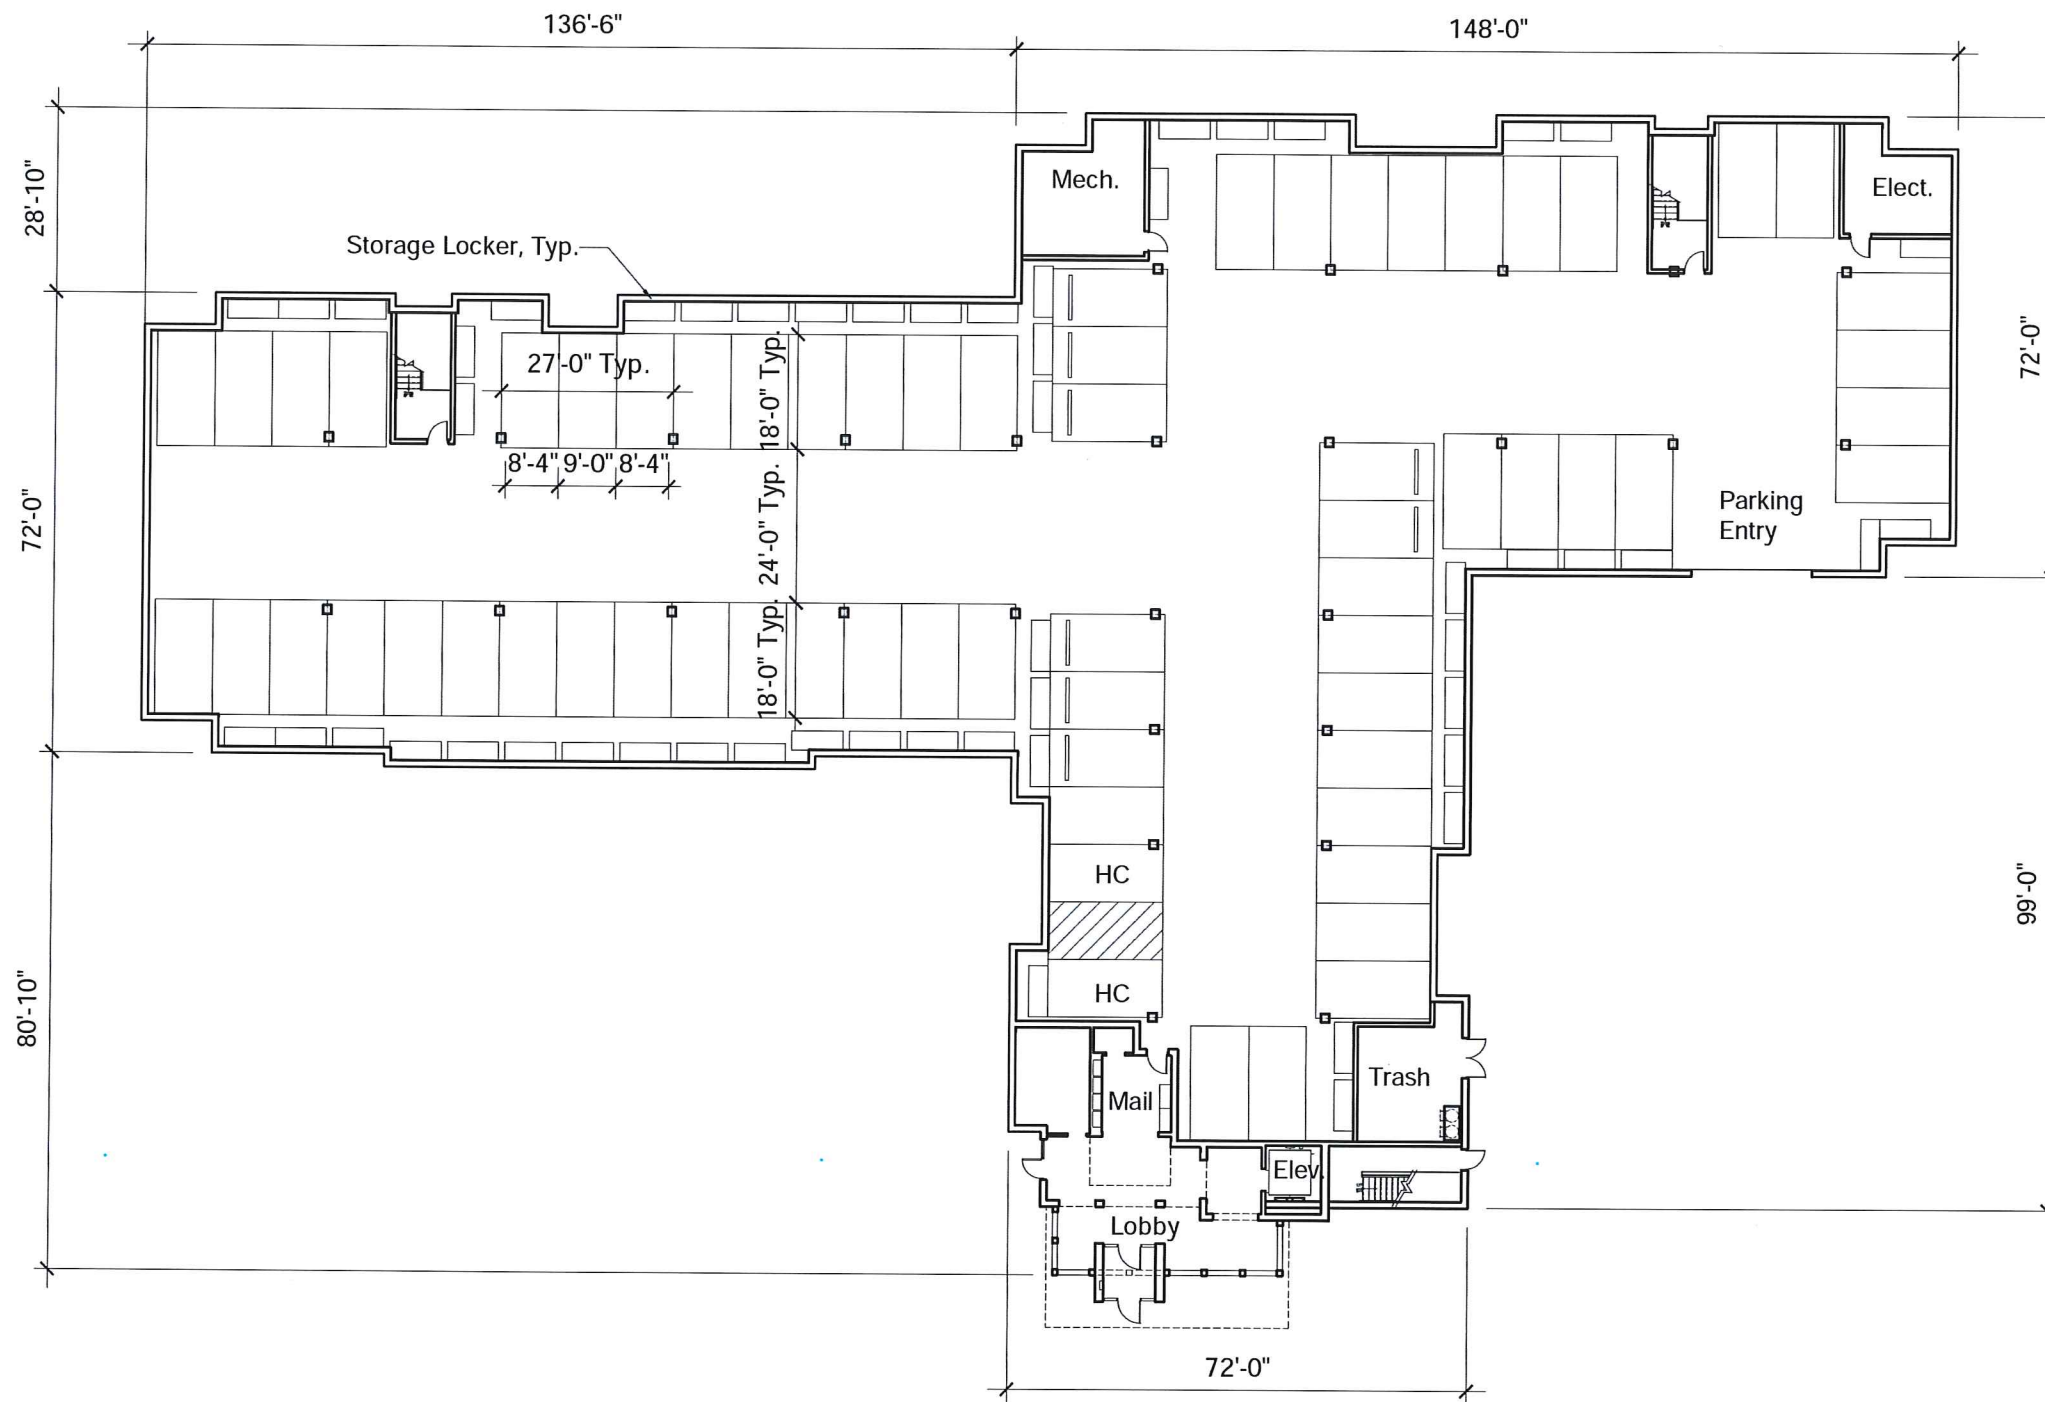 136'-6"
148'-0"
28'-10"
Mech.
Elect.
Storage Locker, Typ.
27'-0" Typ.
18'-0" Typ.
72'-0"
8'-4" 9'-0" 8'-4"
24'-0" Typ.
Parking
Entry
72'-0"
18'-0" Typ.
HC
99'-0"
HC
80'-10"
Trash
Mail
Elev.
Lobby
72'-0"